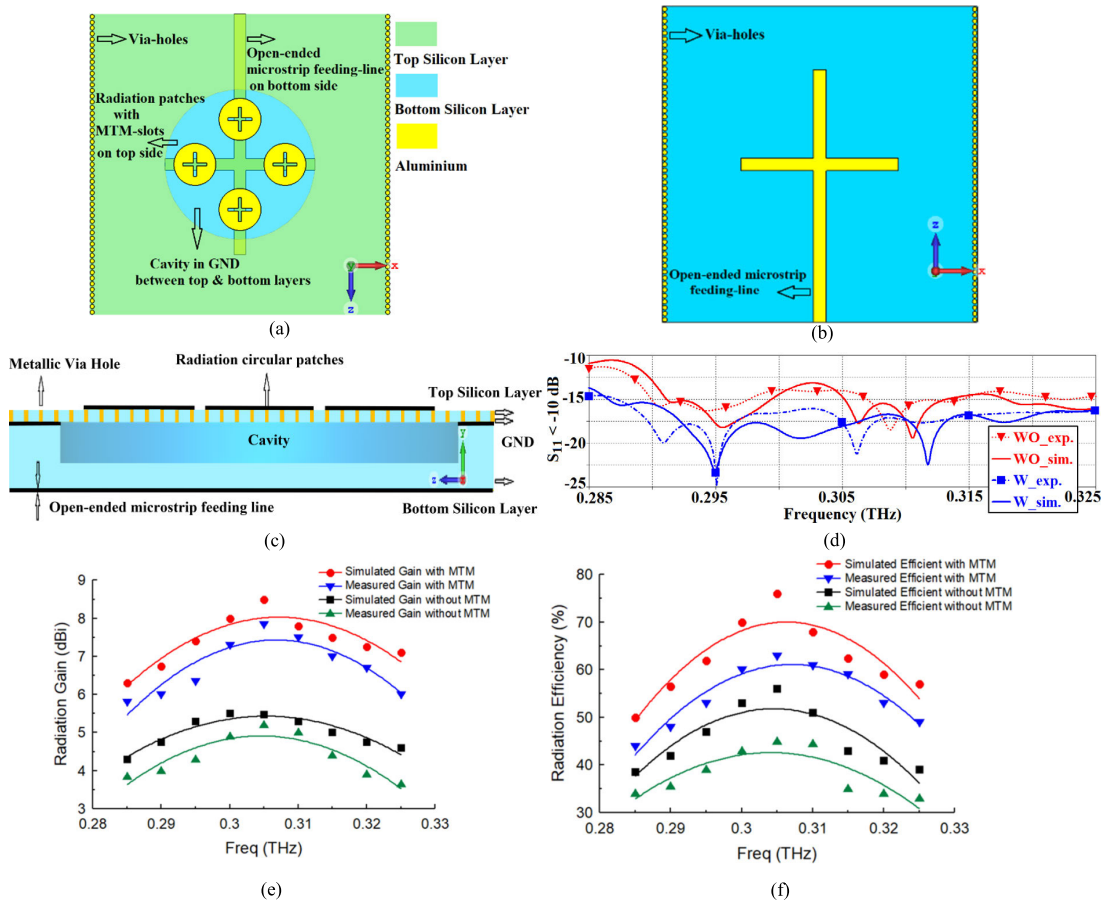 Via-holes
Open-ended
microstrip feeding-line
on bottom side
Radiation patches
with
MTM-slots
on top side
Cavity in GND
between top & bottom layers
y
x
z
Top Silicon Layer
Bottom Silicon Layer
Aluminium
(a)
Via-holes
Open-ended microstrip
feeding-line
z
x
(b)
Metallic Via Hole
Radiation circular patches
Top Silicon Layer
Cavity
GND
y
z
Open-ended microstrip feeding line
Bottom Silicon Layer
(c)
S11 < -10 dB
-10
-15
-20
-25
0.285
0.295
0.305
0.315
0.325
Frequency (THz)
WO_exp.
WO_sim.
W_exp.
W_sim.
(d)
Simulated Gain with MTM
Measured Gain with MTM
Simulated Gain without MTM
Measured Gain without MTM
Radiation Gain (dBi)
9
8
7
6
5
4
3
0.28
0.29
0.3
0.31
0.32
0.33
Freq (THz)
(e)
Simulated Efficient with MTM
Measured Efficient with MTM
Simulated Efficient without MTM
Measured Efficient without MTM
Radiation Efficiency (%)
80
70
60
50
40
30
0.28
0.29
0.3
0.31
0.32
0.33
Freq (THz)
(f)